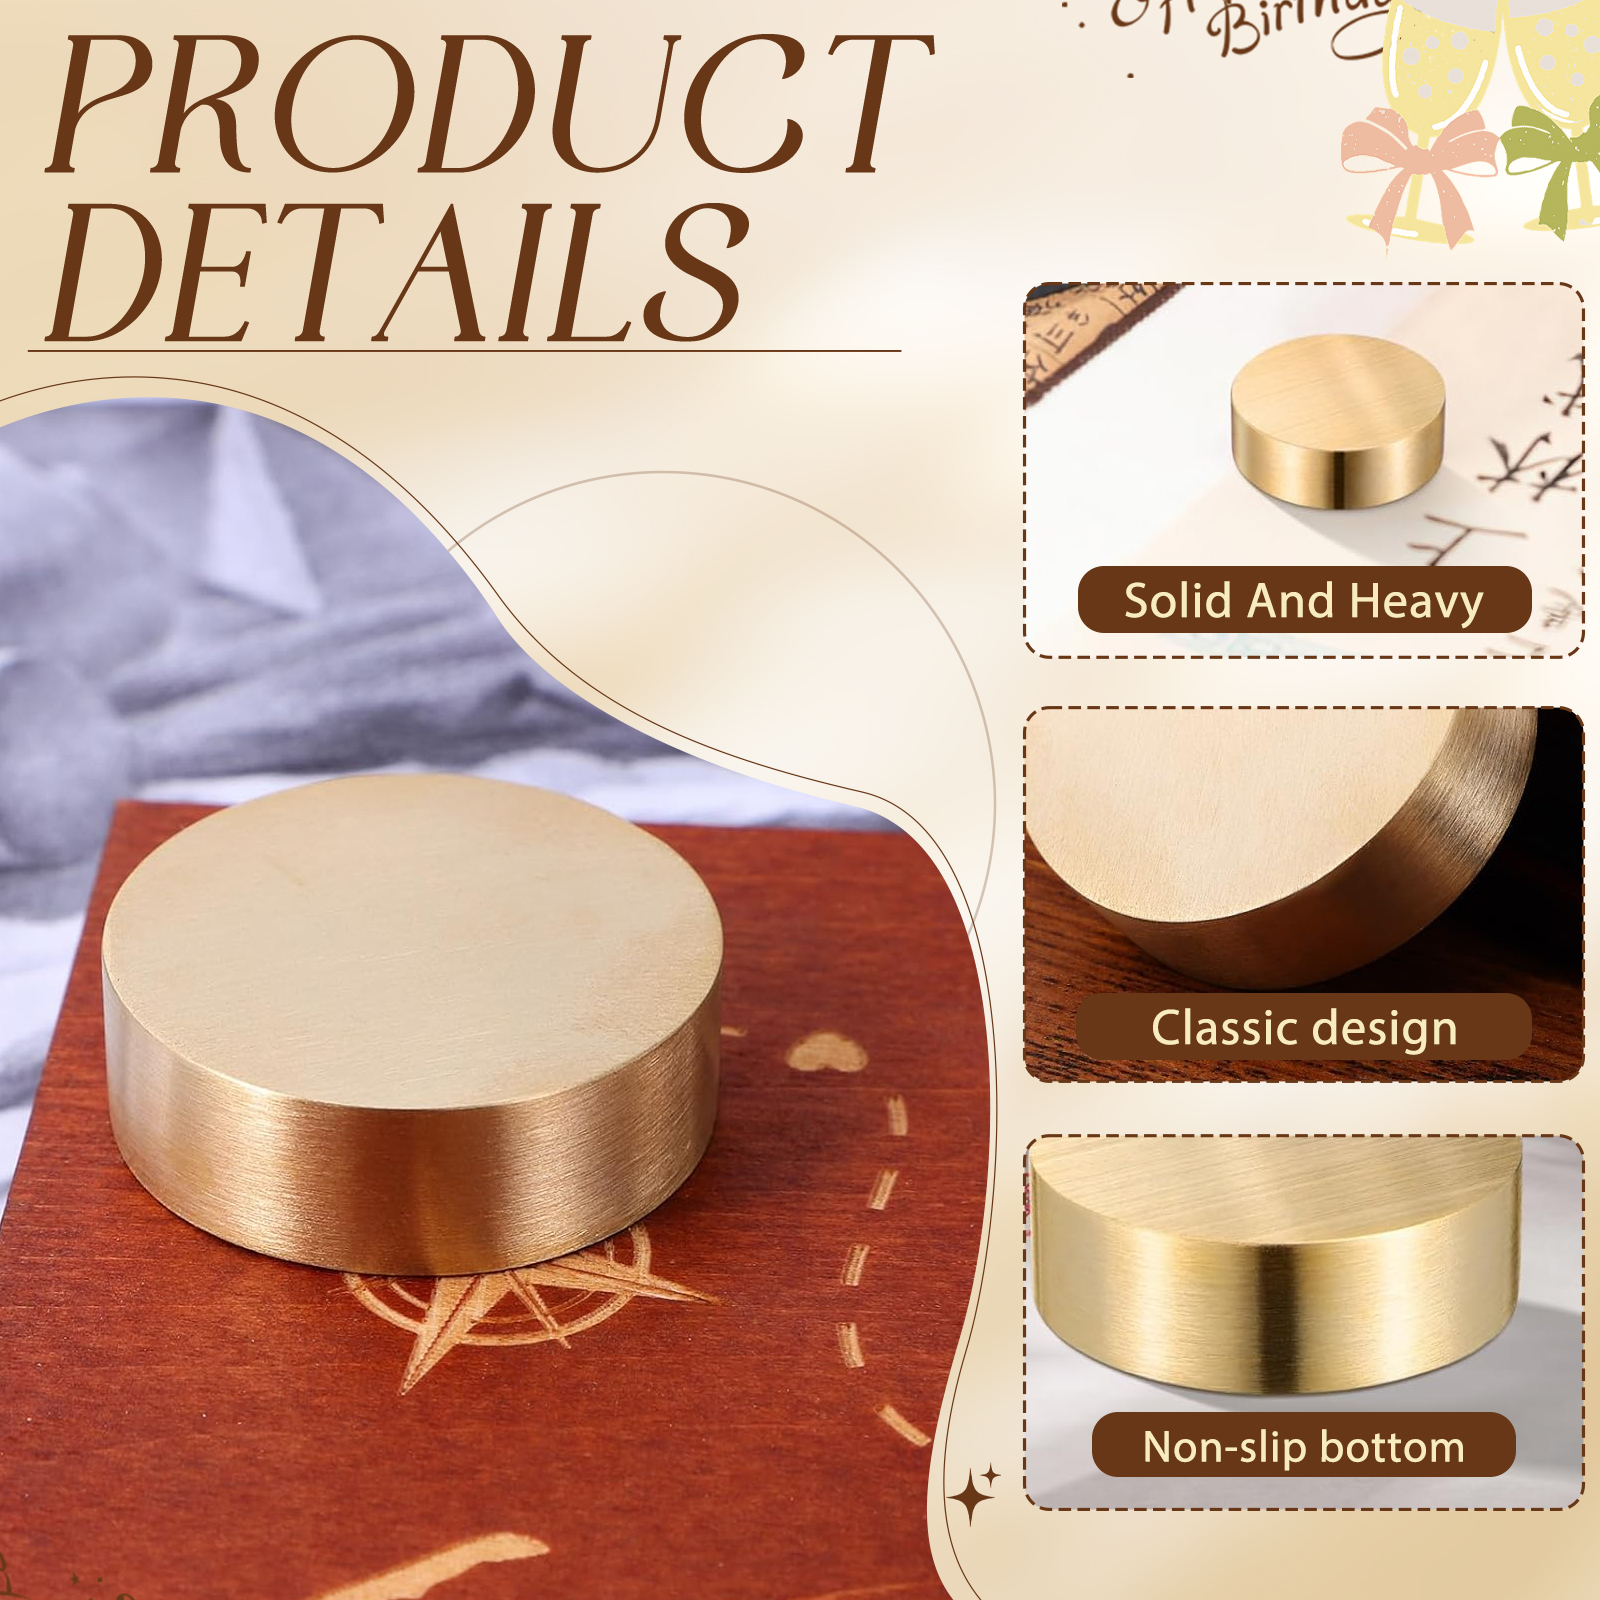 PRODUCT
DETAILS
Solid And Heavy
Classic design
Non-slip bottom